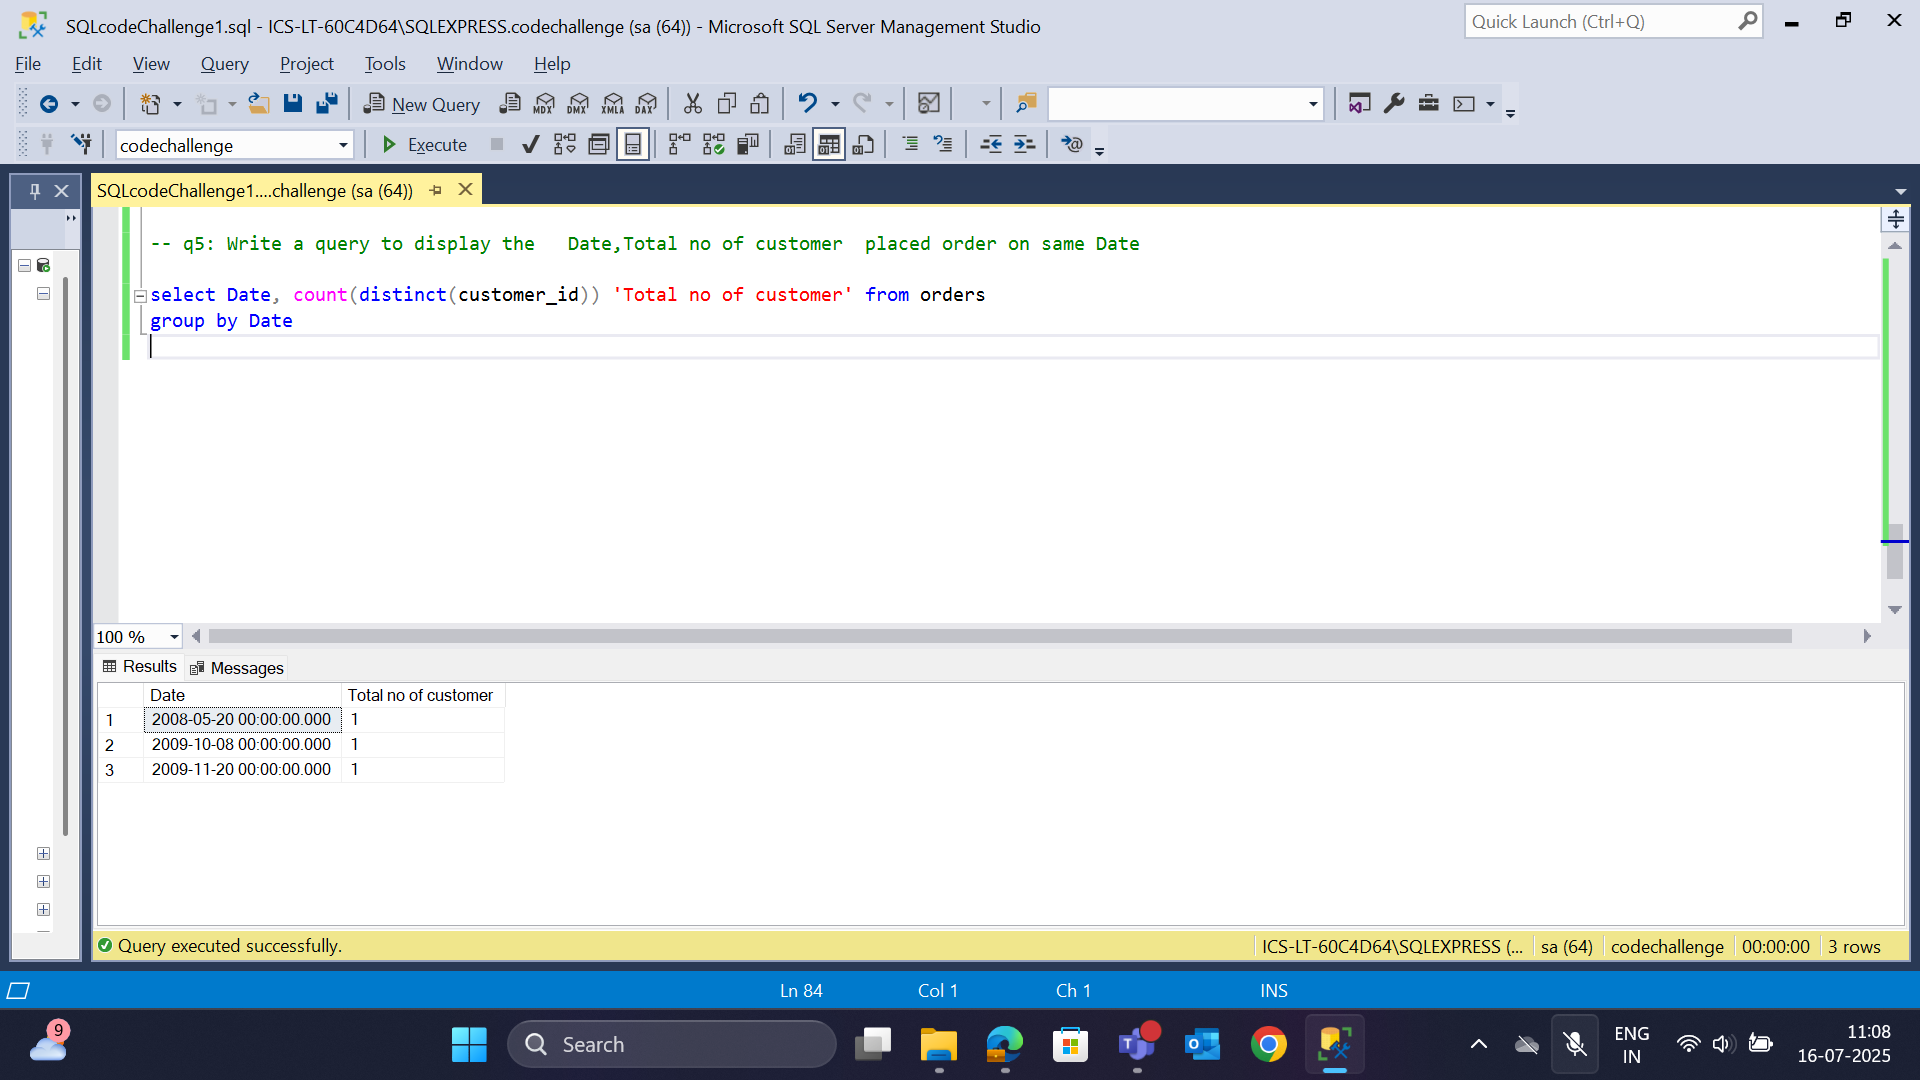 SQLcodeChallenge1.sql - ICS-LT-60C4D64\SQLEXPRESS.codechallenge (sa (64)) - Microsoft SQL Server Management Studio
Quick Launch (Ctrl+Q)
File Edit View Query Project Tools Window Help
New Query MDX DMX XMLA DAX
codechallenge Execute
SQLcodeChallenge1....challenge (sa (64))
-- q5: Write a query to display the   Date,Total no of customer  placed order on same Date
select Date, count(distinct(customer_id)) 'Total no of customer' from orders
group by Date
100 %
Results Messages
Date Total no of customer
1 2008-05-20 00:00:00.000 1
2 2009-10-08 00:00:00.000 1
3 2009-11-20 00:00:00.000 1
Query executed successfully. ICS-LT-60C4D64\SQLEXPRESS (... sa (64) codechallenge 00:00:00 3 rows
Ln 84 Col 1 Ch 1 INS
9
Search
ENG
IN
11:08
16-07-2025